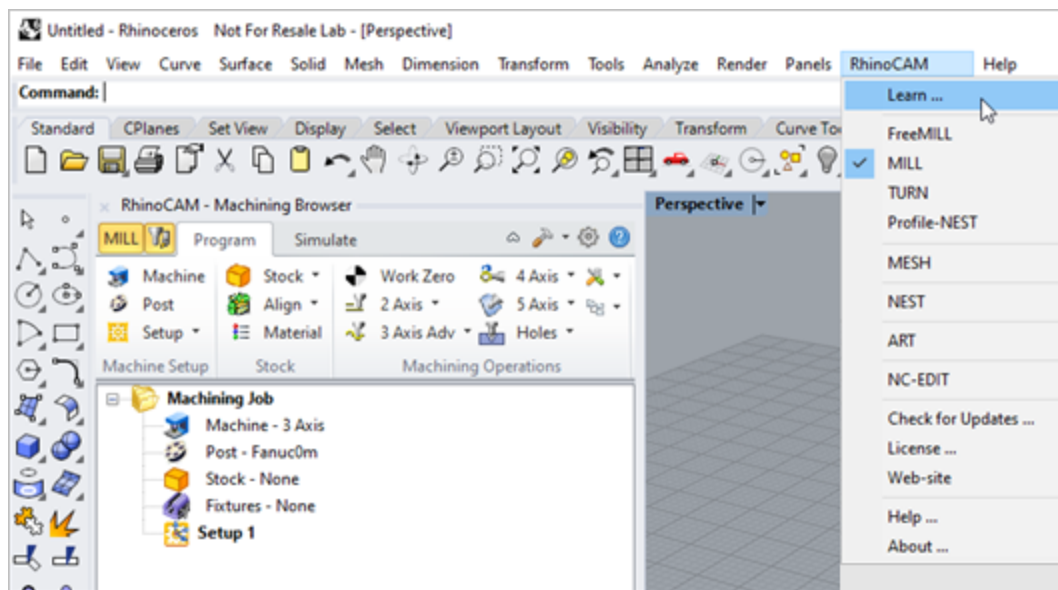 Untitled - Rhinoceros Not For Resale Lab - [Perspective]
File Edit View Curve Surface Solid Mesh Dimension Transform Tools Analyze Render Panels RhinoCAM Help
Command:
Learn ...
Standard CPlanes Set View Display Select Viewport Layout Visibility Transform Curve Too
FreeMILL
MILL
TURN
Profile-NEST
MESH
NEST
ART
NC-EDIT
Check for Updates ...
License ...
Web-site
Help ...
About ...
RhinoCAM - Machining Browser
Perspective
MILL Program Simulate
Machine Stock Work Zero 4 Axis
Post Align 2 Axis 5 Axis
Setup Material 3 Axis Adv Holes
Machine Setup Stock Machining Operations
Machining Job
Machine - 3 Axis
Post - Fanuc0m
Stock - None
Fixtures - None
Setup 1